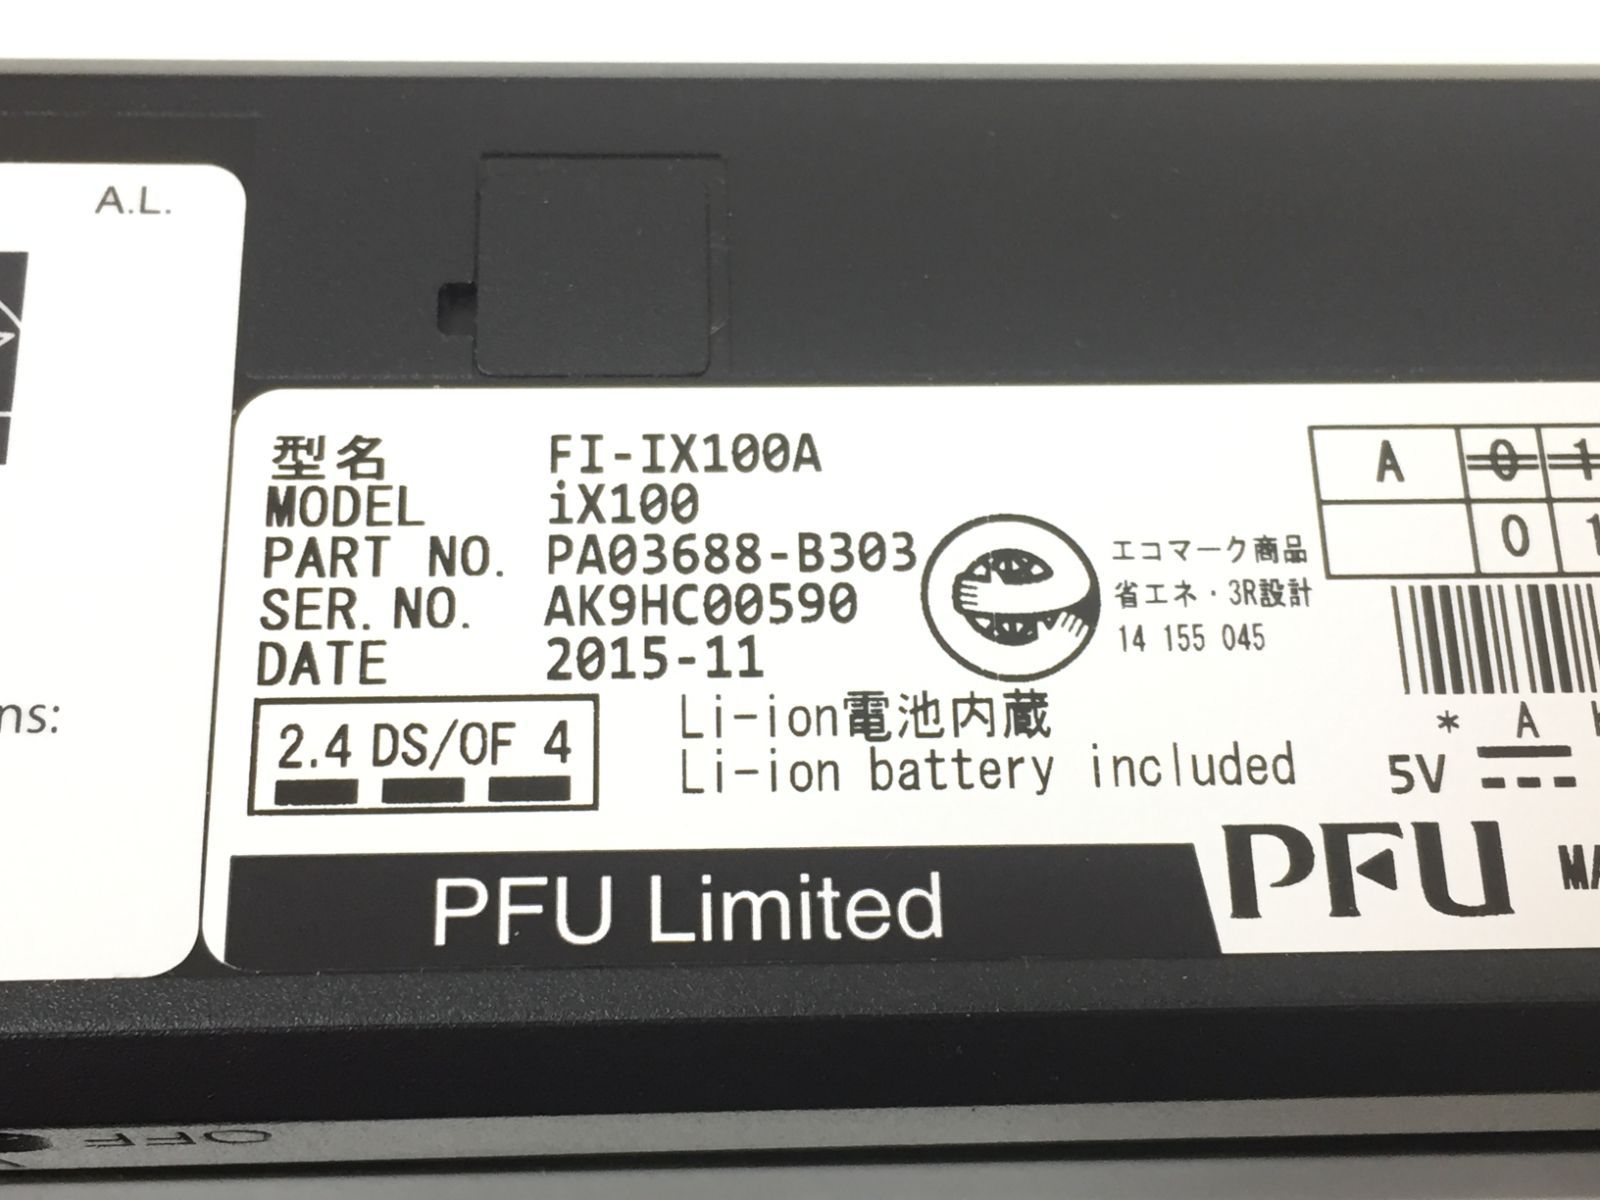 A.L.
ns:
型名 FI-IX100A
MODEL iX100
PART NO. PA03688-B303
SER. NO. AK9HC00590
DATE 2015-11
2.4 DS/OF 4
エコマーク商品
省エネ・3R設計
14 155 045
Li-ion電池内蔵
Li-ion battery included
A 0 1
0 1
* A
5V
PFU Limited
PFU
MA
OFF